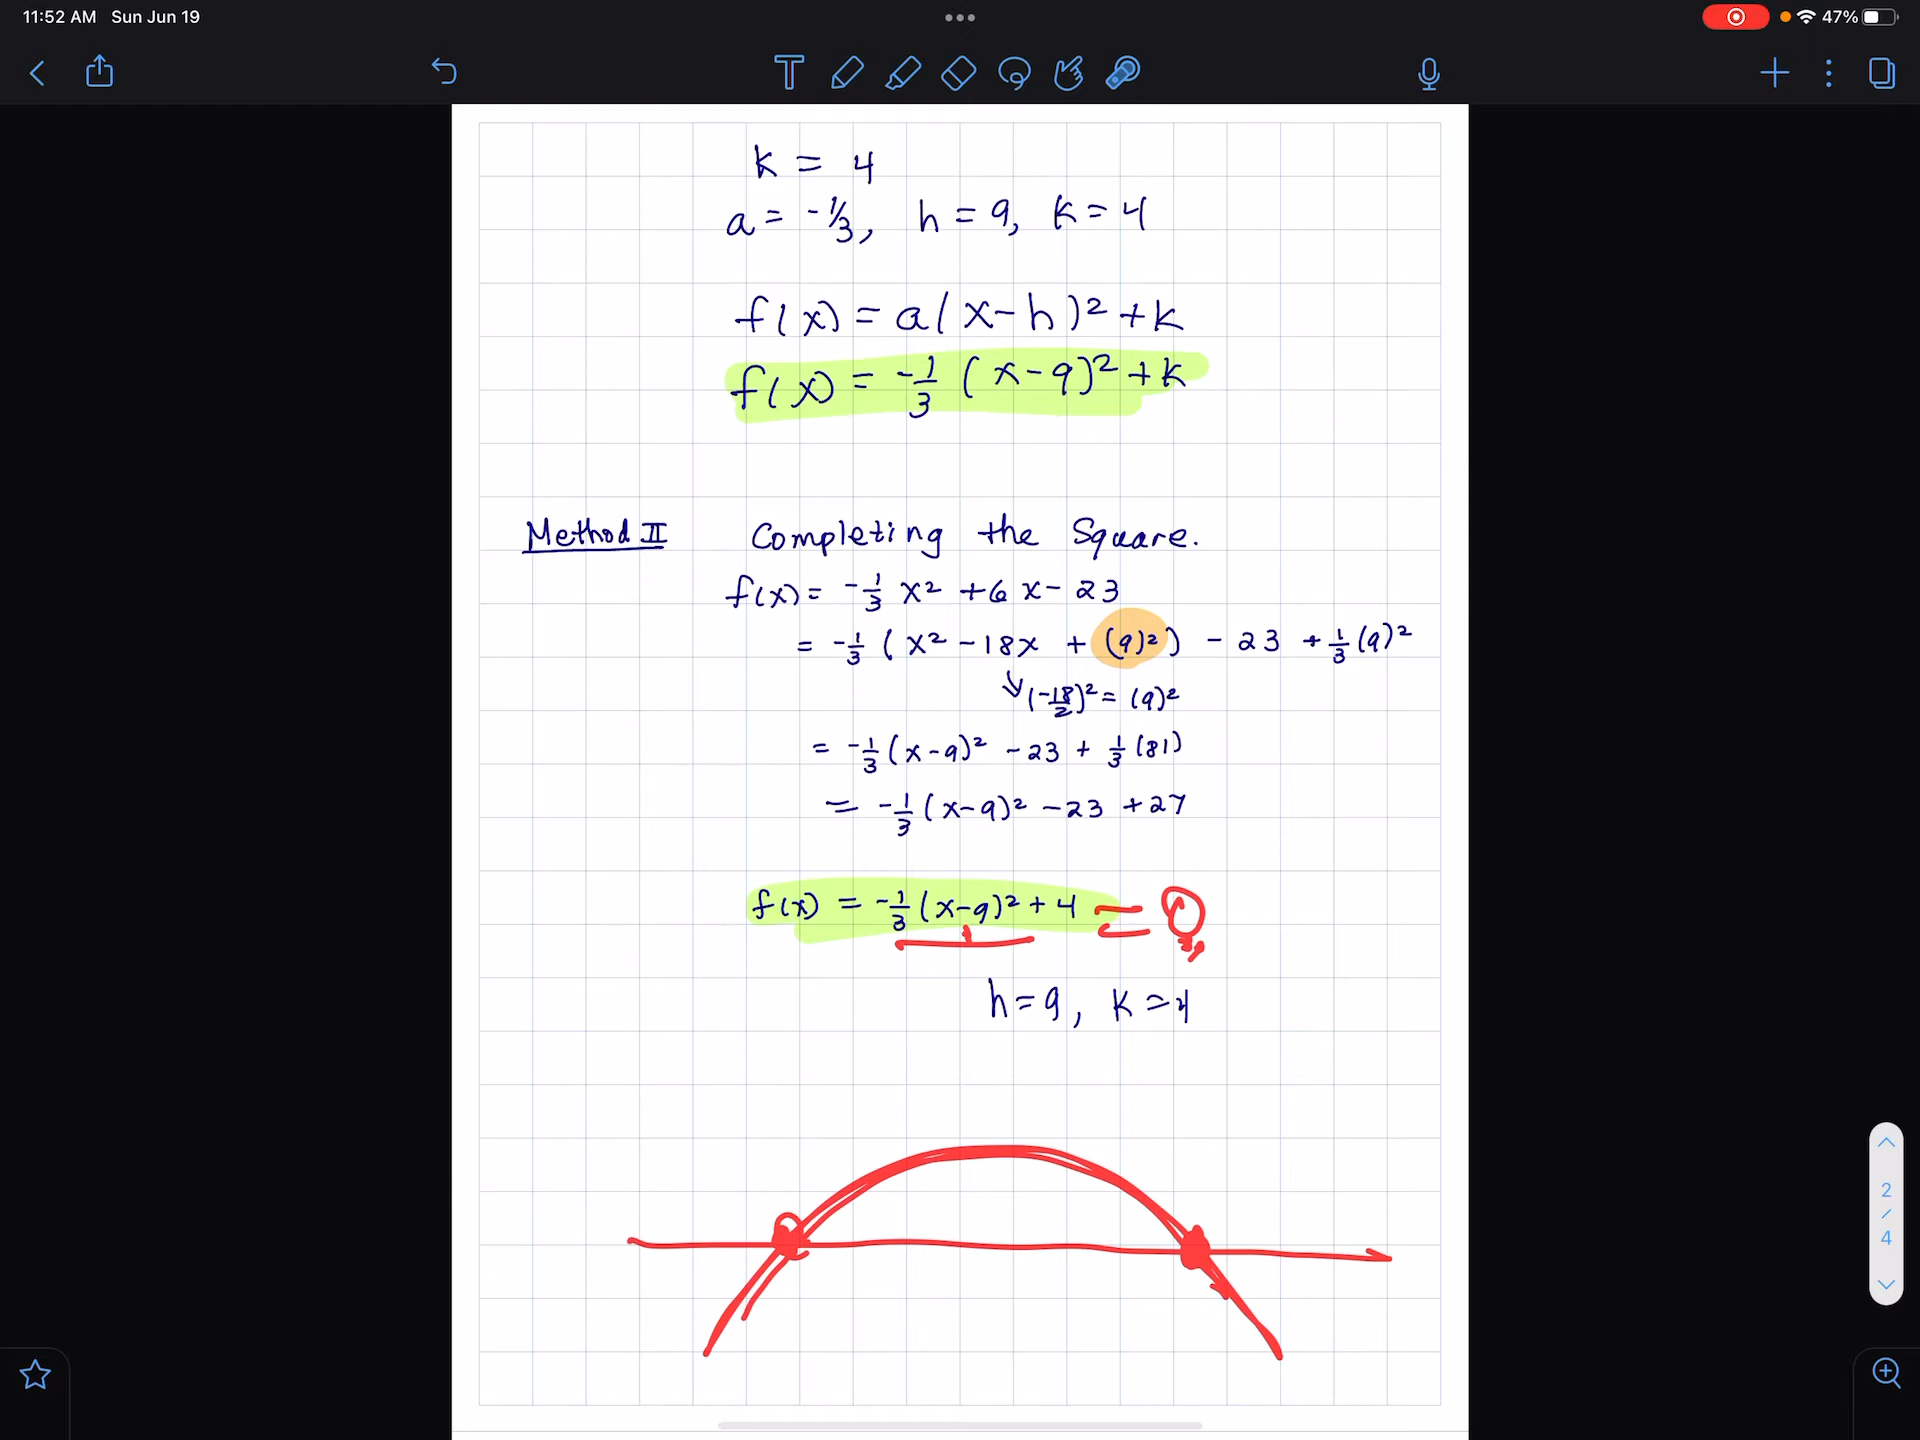 11:52 AM Sun Jun 19
47%
k = 4
a = -1/3, h = 9, k = 4
f(x) = a(x-h)² + k
f(x) = -1/3 (x-9)² + k
Method II Completing the Square.
f(x) = -1/3 x² + 6x - 23
= -1/3 (x² - 18x + (9)²) - 23 + 1/3 (9)²
(-18/2)² = (9)²
= -1/3 (x-9)² - 23 + 1/3 (81)
= -1/3 (x-9)² - 23 + 27
f(x) = -1/3 (x-9)² + 4 =
h = 9, k = 4
2
/
4